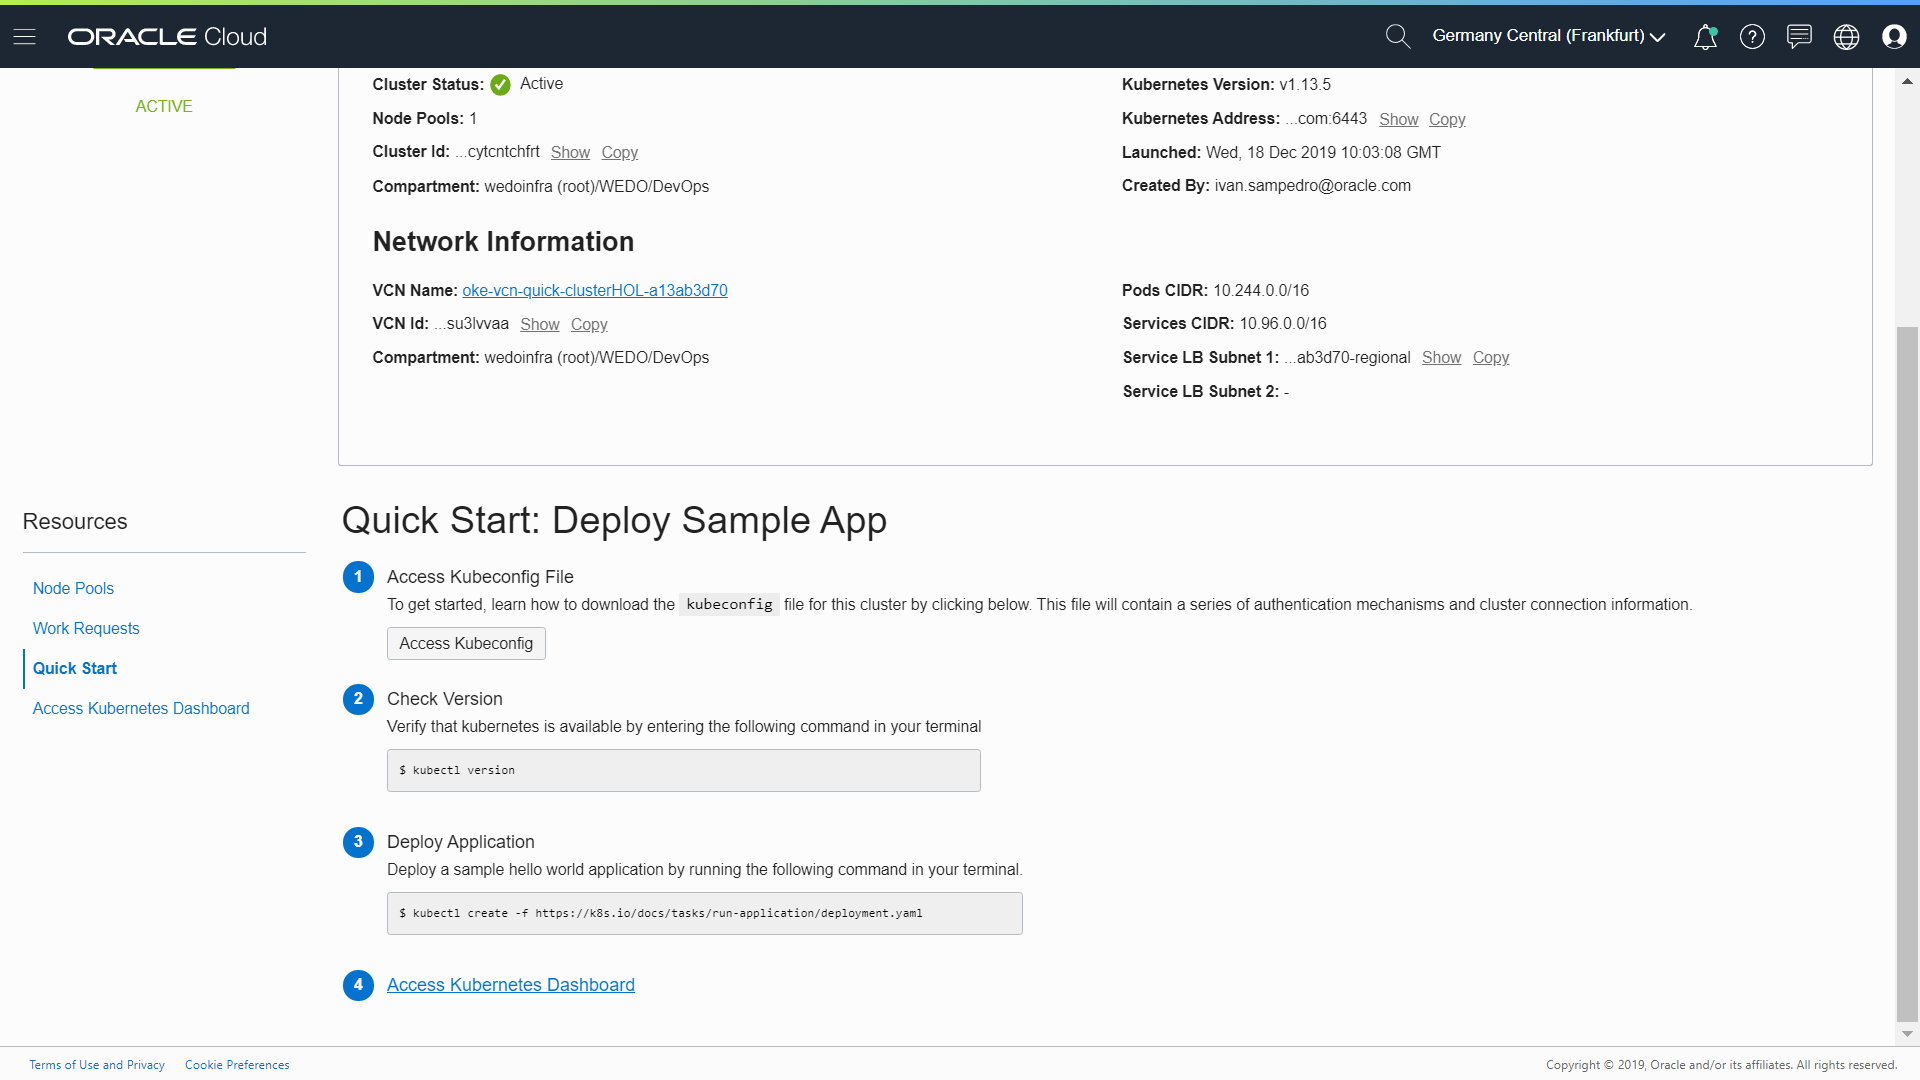 ORACLE Cloud
Germany Central (Frankfurt)
ACTIVE
Cluster Status: Active
Node Pools: 1
Cluster Id: ...cytcntchfrt Show Copy
Compartment: wedoinfra (root)/WEDO/DevOps
Kubernetes Version: v1.13.5
Kubernetes Address: ...com:6443 Show Copy
Launched: Wed, 18 Dec 2019 10:03:08 GMT
Created By: ivan.sampedro@oracle.com
Network Information
VCN Name: oke-vcn-quick-clusterHOL-a13ab3d70
VCN Id: ...su3lvvaa Show Copy
Compartment: wedoinfra (root)/WEDO/DevOps
Pods CIDR: 10.244.0.0/16
Services CIDR: 10.96.0.0/16
Service LB Subnet 1: ...ab3d70-regional Show Copy
Service LB Subnet 2: -
Resources
Node Pools
Work Requests
Quick Start
Access Kubernetes Dashboard
Quick Start: Deploy Sample App
1 Access Kubeconfig File
To get started, learn how to download the kubeconfig file for this cluster by clicking below. This file will contain a series of authentication mechanisms and cluster connection information.
Access Kubeconfig
2 Check Version
Verify that kubernetes is available by entering the following command in your terminal
$ kubectl version
3 Deploy Application
Deploy a sample hello world application by running the following command in your terminal.
$ kubectl create -f https://k8s.io/docs/tasks/run-application/deployment.yaml
4 Access Kubernetes Dashboard
Terms of Use and Privacy Cookie Preferences
Copyright © 2019, Oracle and/or its affiliates. All rights reserved.